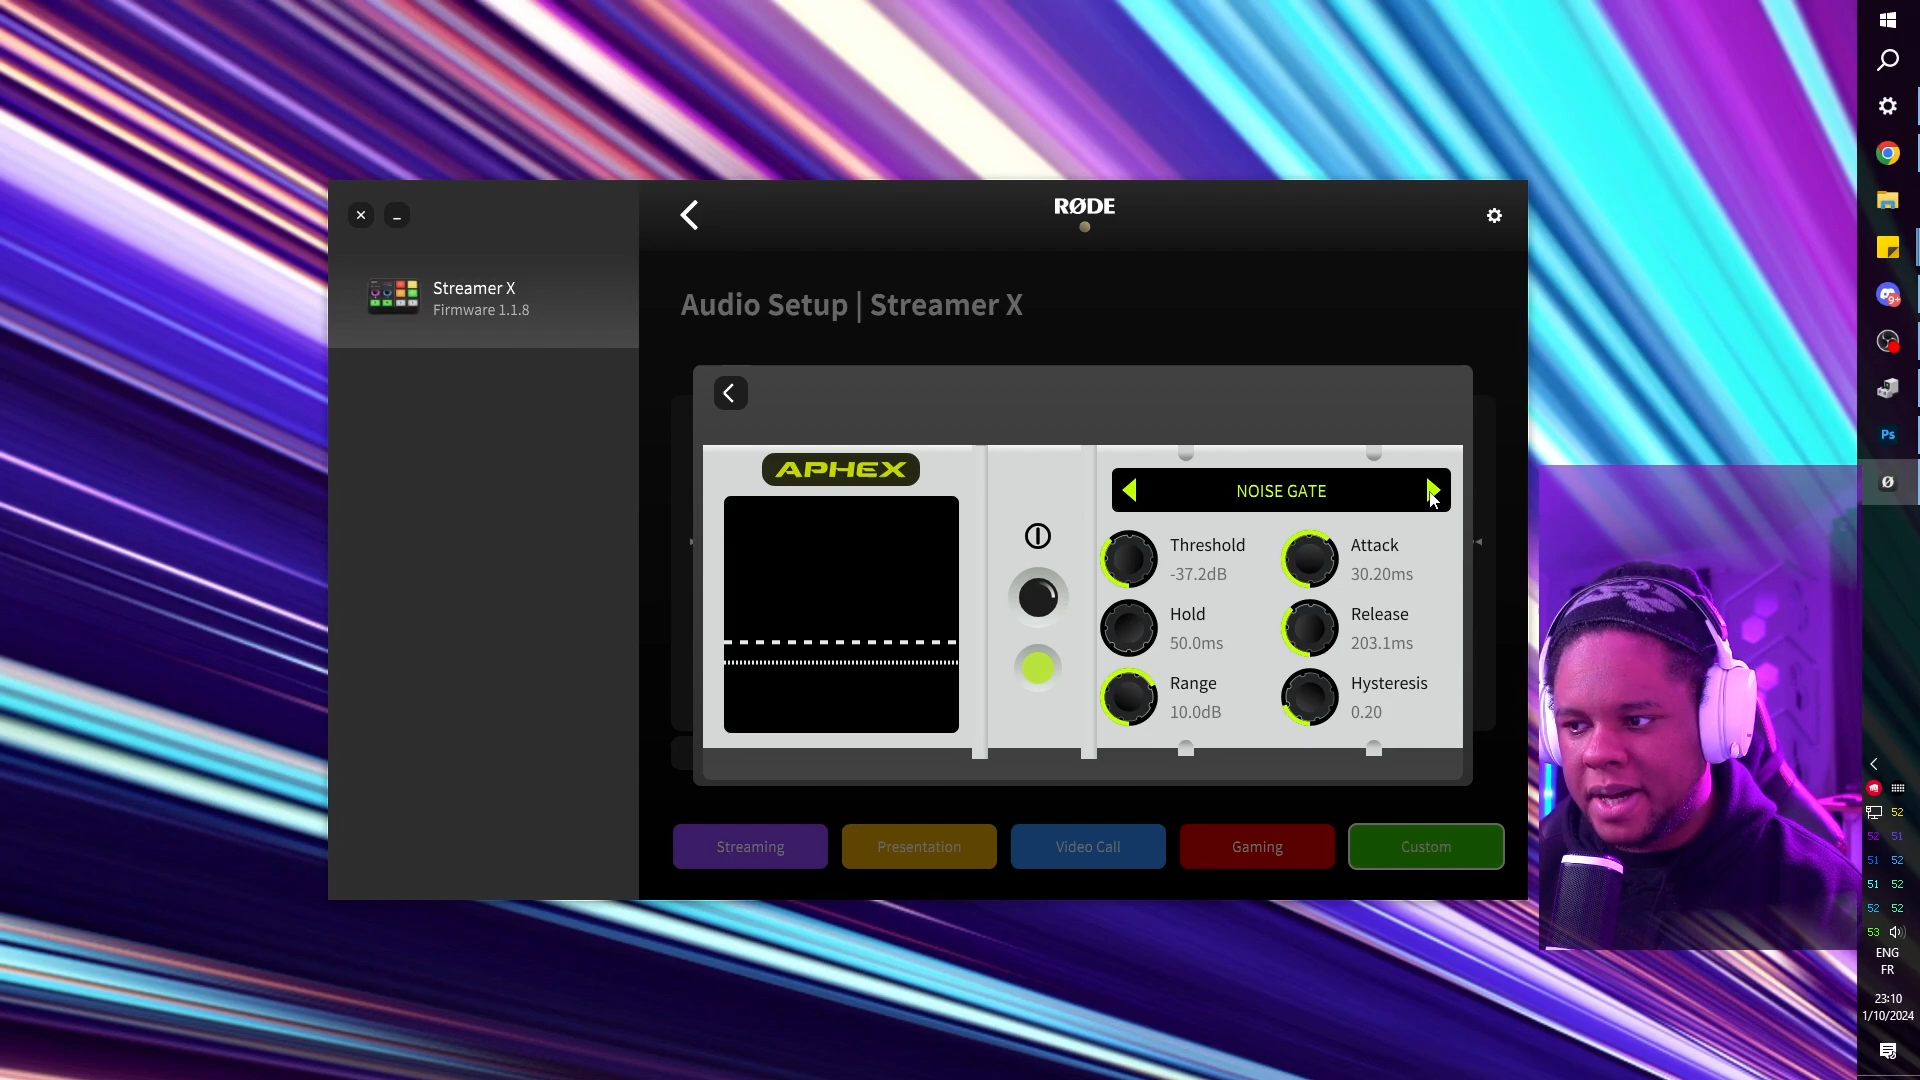 RØDE
Streamer X
Firmware 1.1.8
Audio Setup | Streamer X
APHEX
NOISE GATE
Threshold
-37.2dB
Attack
30.20ms
Hold
50.0ms
Release
203.1ms
Range
10.0dB
Hysteresis
0.20
Streaming
Presentation
Video Call
Gaming
Custom
9+
Ps
52
52 51
51 52
51 52
52 52
53
ENG
FR
23:10
1/10/2024